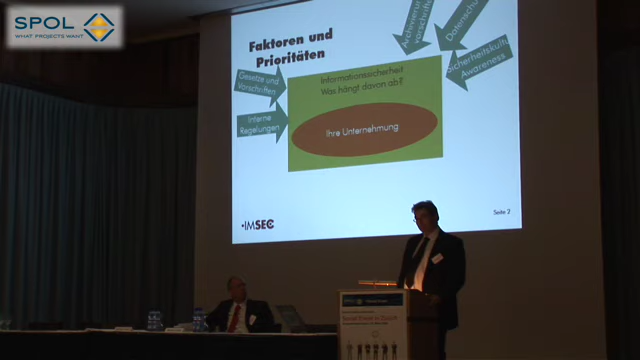 SPOL
WHAT PROJECTS WANT
Faktoren und
Prioritäten
Gesetze und
Vorschriften
Interne
Regelungen
Informationssicherheit
Was hängt davon ab?
Ihre Unternehmung
Datenschutz
Sicherheitskultur
Awareness
IMSEC
Seite 2
SPOL